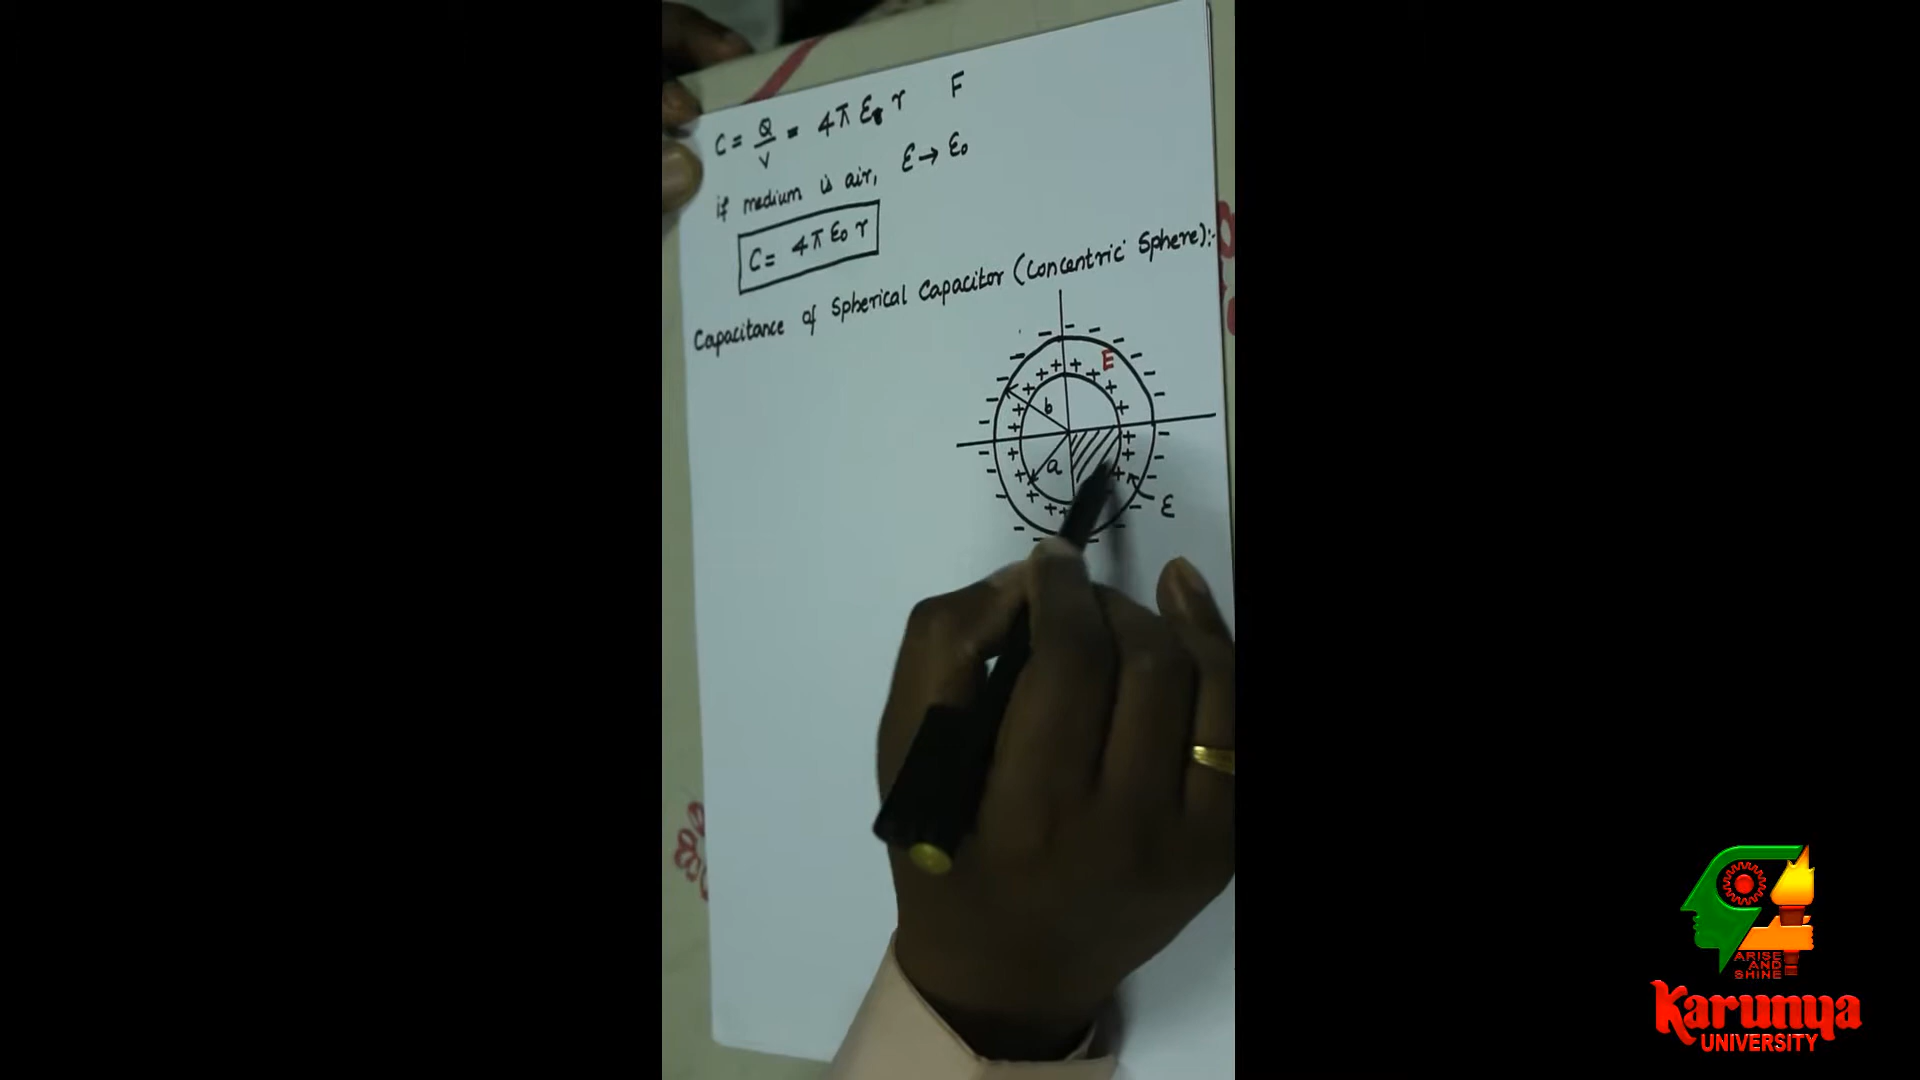 C = Q/V = 4π ε r F
if medium is air, ε → ε0
C = 4π ε0 r
Capacitance of Spherical Capacitor (Concentric Sphere):-
E
b
a
ε
ARISE
AND
SHINE
Karunya
UNIVERSITY